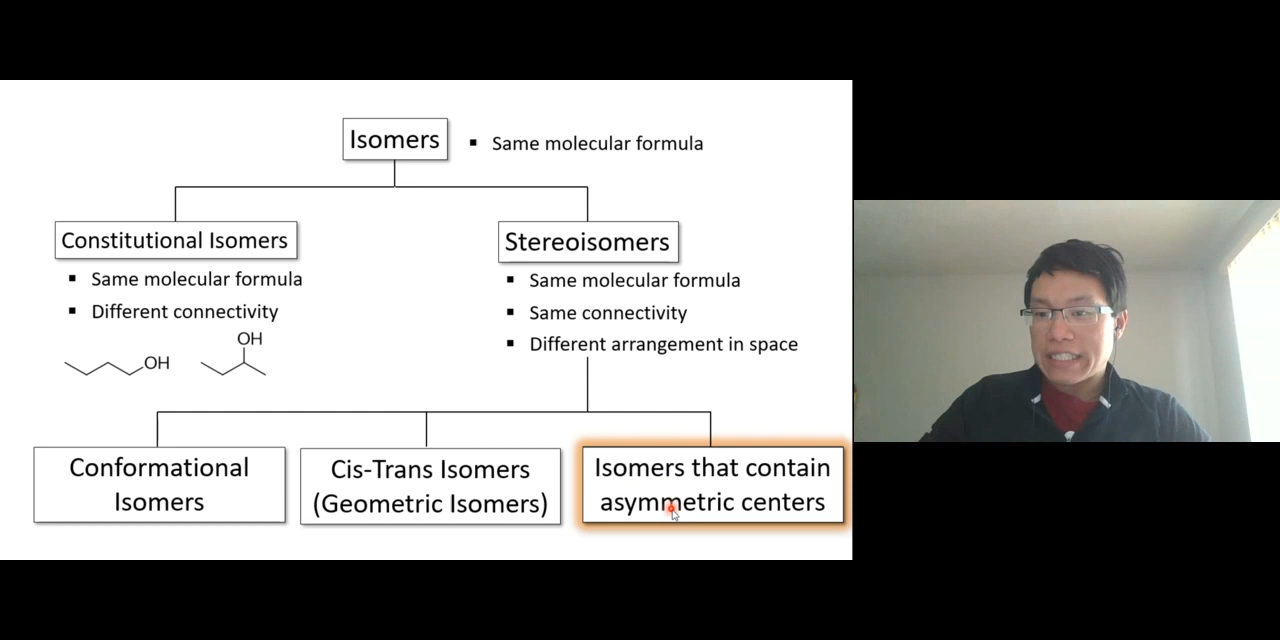 Isomers
▪ Same molecular formula
Constitutional Isomers
▪ Same molecular formula
▪ Different connectivity
OH
OH
Stereoisomers
▪ Same molecular formula
▪ Same connectivity
▪ Different arrangement in space
Conformational
Isomers
Cis-Trans Isomers
(Geometric Isomers)
Isomers that contain
asymmetric centers